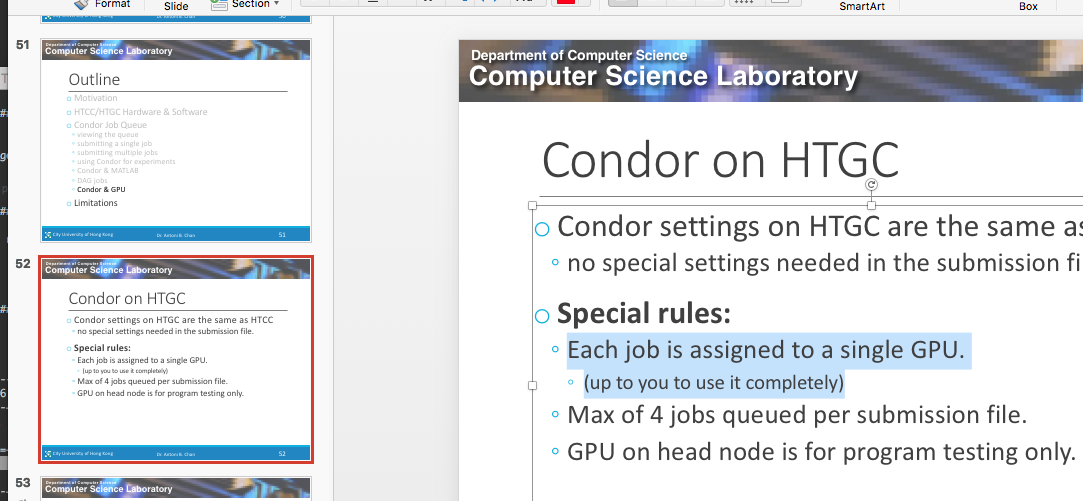 Format
Slide
Section
SmartArt
Box
Dr. Antoni B. Chan
51
Department of Computer Science
Computer Science Laboratory
Outline
Motivation
HTCC/HTGC Hardware & Software
Condor Job Queue
viewing the queue
submitting a single job
submitting multiple jobs
using Condor for experiments
Condor & MATLAB
DAG jobs
Condor & GPU
Limitations
City University of Hong Kong
Dr. Antoni B. Chan
51
52
Department of Computer Science
Computer Science Laboratory
Condor on HTGC
Condor settings on HTGC are the same as HTCC
no special settings needed in the submission file.
Special rules:
Each job is assigned to a single GPU.
(up to you to use it completely)
Max of 4 jobs queued per submission file.
GPU on head node is for program testing only.
City University of Hong Kong
Dr. Antoni B. Chan
52
53
Department of Computer Science
Computer Science Laboratory
Department of Computer Science
Computer Science Laboratory
Condor on HTGC
Condor settings on HTGC are the same as
no special settings needed in the submission fi
Special rules:
Each job is assigned to a single GPU.
(up to you to use it completely)
Max of 4 jobs queued per submission file.
GPU on head node is for program testing only.